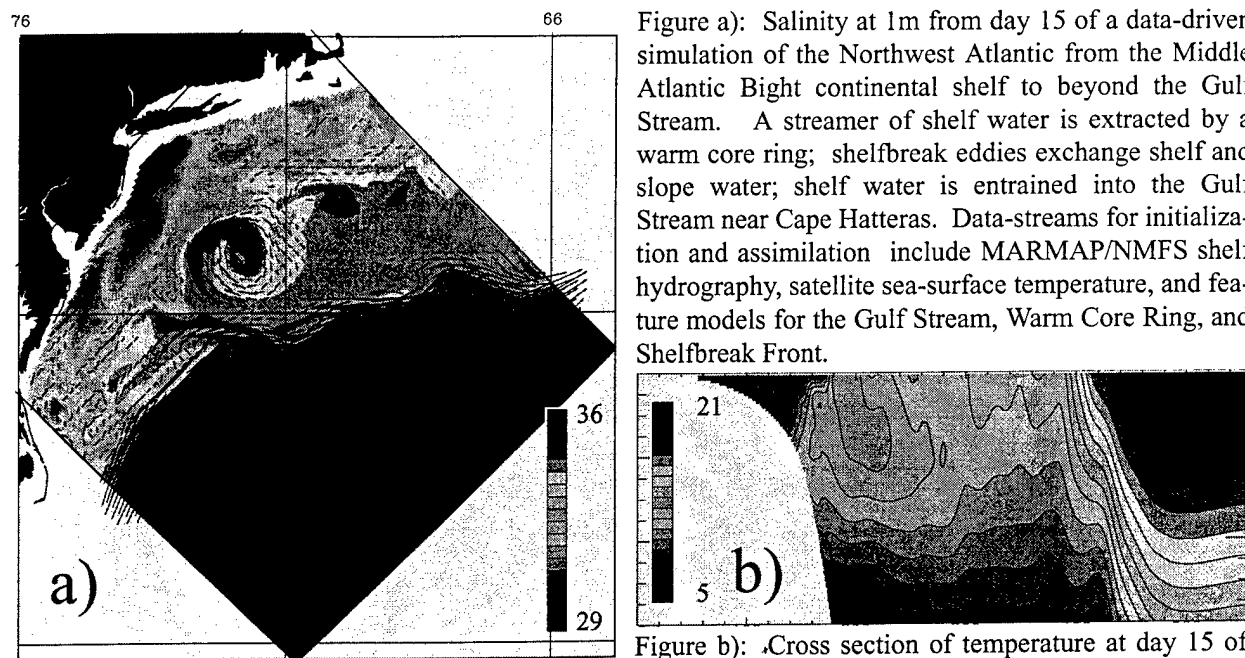 76
66
36
29
a)
Figure a): Salinity at 1m from day 15 of a data-driven
simulation of the Northwest Atlantic from the Middle
Atlantic Bight continental shelf to beyond the Gulf
Stream. A streamer of shelf water is extracted by a
warm core ring; shelfbreak eddies exchange shelf and
slope water; shelf water is entrained into the Gulf
Stream near Cape Hatteras. Data-streams for initializa-
tion and assimilation include MARMAP/NMFS shelf
hydrography, satellite sea-surface temperature, and fea-
ture models for the Gulf Stream, Warm Core Ring, and
Shelfbreak Front.
21
5
b)
Figure b): Cross section of temperature at day 15 of